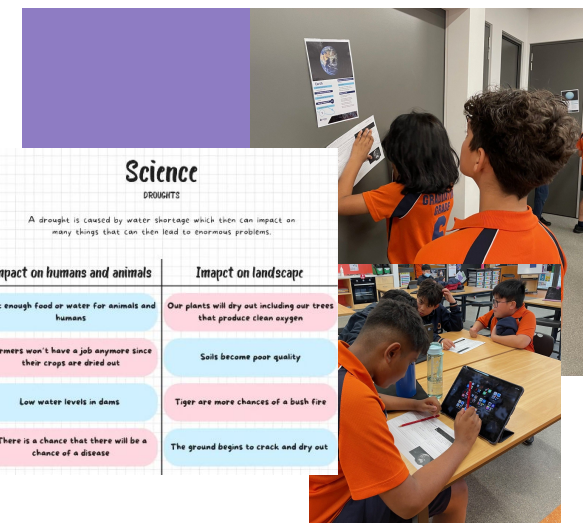 Science
DROUGHTS
A drought is caused by water shortage which then can impact on
many things that can then lead to enormous problems.
mpact on humans and animals
Imapct on landscape
enough food or water for animals and
humans
Our plants will dry out including our trees
that produce clean oxygen
rmers won't have a job anymore since
their crops are dried out
Soils become poor quality
Low water levels in dams
Tiger are more chances of a bush fire
There is a chance that there will be a
chance of a disease
The ground begins to crack and dry out
GRADE
6